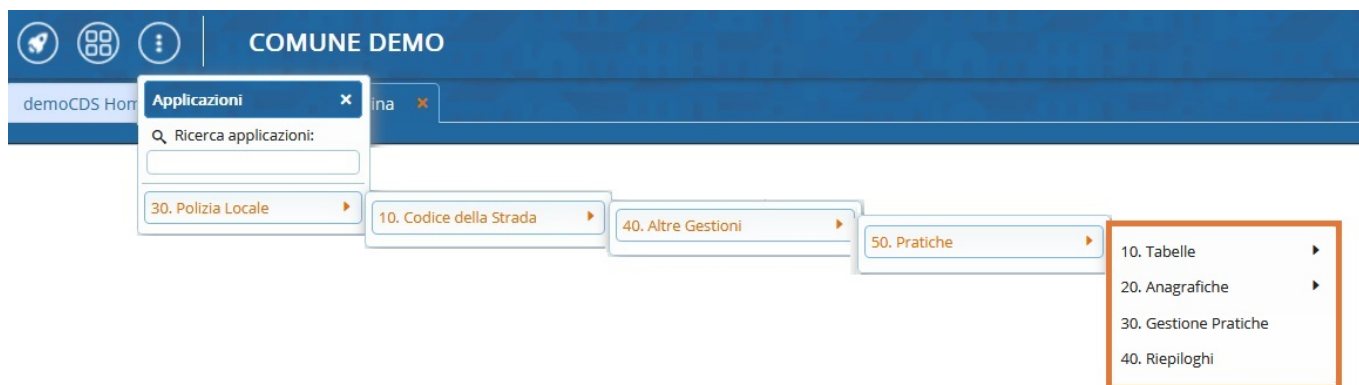 COMUNE DEMO
demoCDS Hom
ina ×
Applicazioni ×
Ricerca applicazioni:
30. Polizia Locale
10. Codice della Strada
40. Altre Gestioni
50. Pratiche
10. Tabelle
20. Anagrafiche
30. Gestione Pratiche
40. Riepiloghi